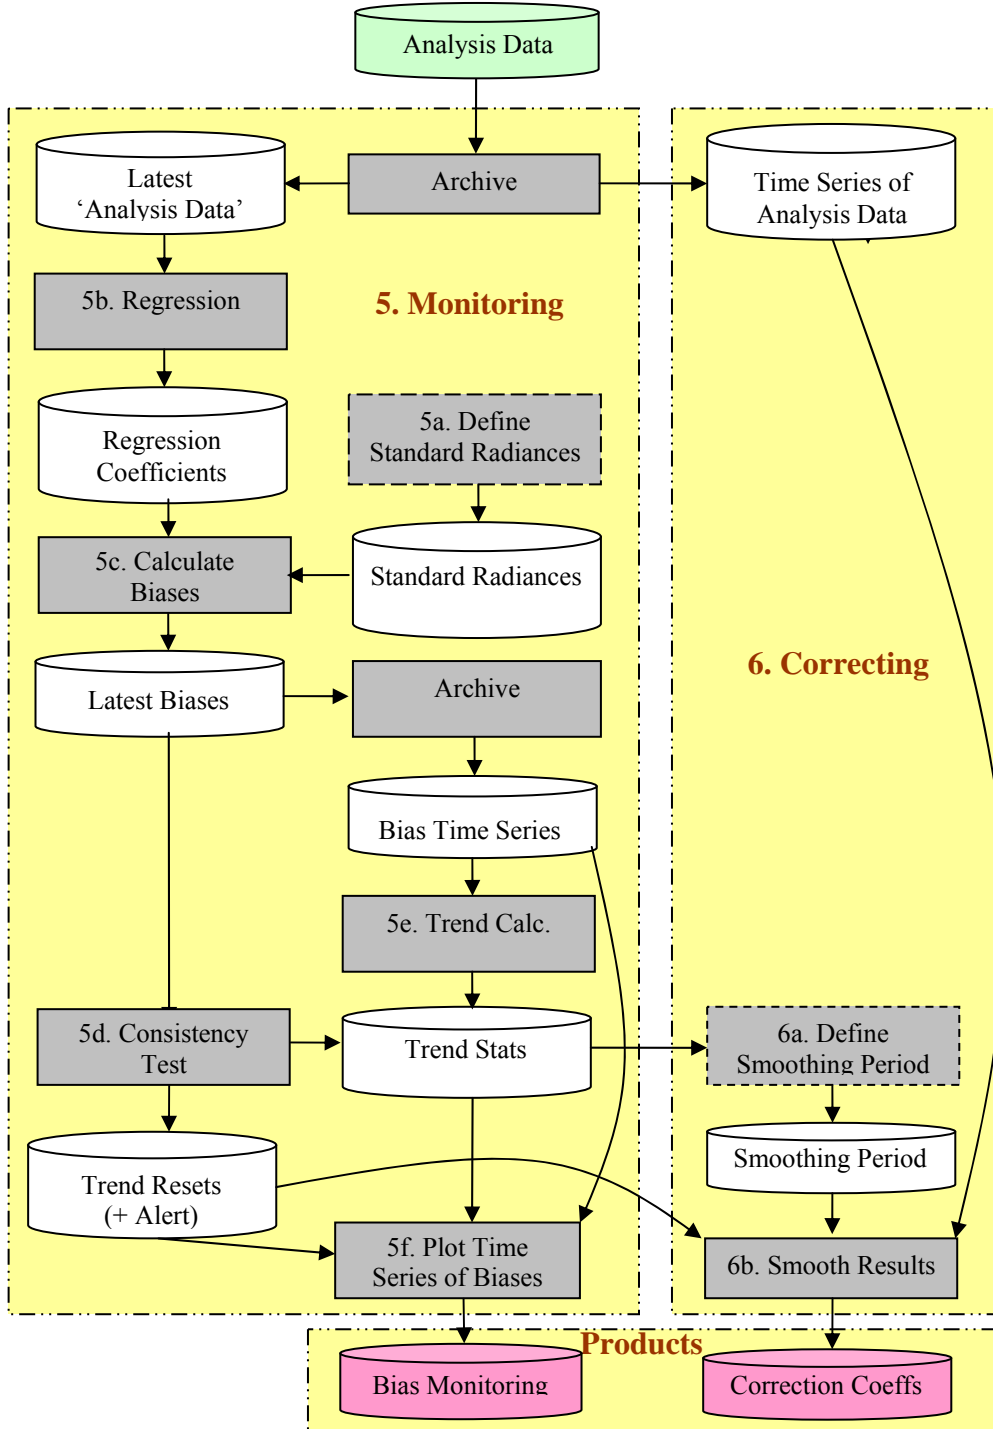 Analysis Data
Latest
‘Analysis Data’
Archive
Time Series of
Analysis Data
5b. Regression
5. Monitoring
Regression
Coefficients
5a. Define
Standard Radiances
5c. Calculate
Biases
Standard Radiances
Latest Biases
Archive
6. Correcting
Bias Time Series
5e. Trend Calc.
5d. Consistency
Test
Trend Stats
6a. Define
Smoothing Period
Trend Resets
(+ Alert)
Smoothing Period
5f. Plot Time
Series of Biases
6b. Smooth Results
Products
Bias Monitoring
Correction Coeffs